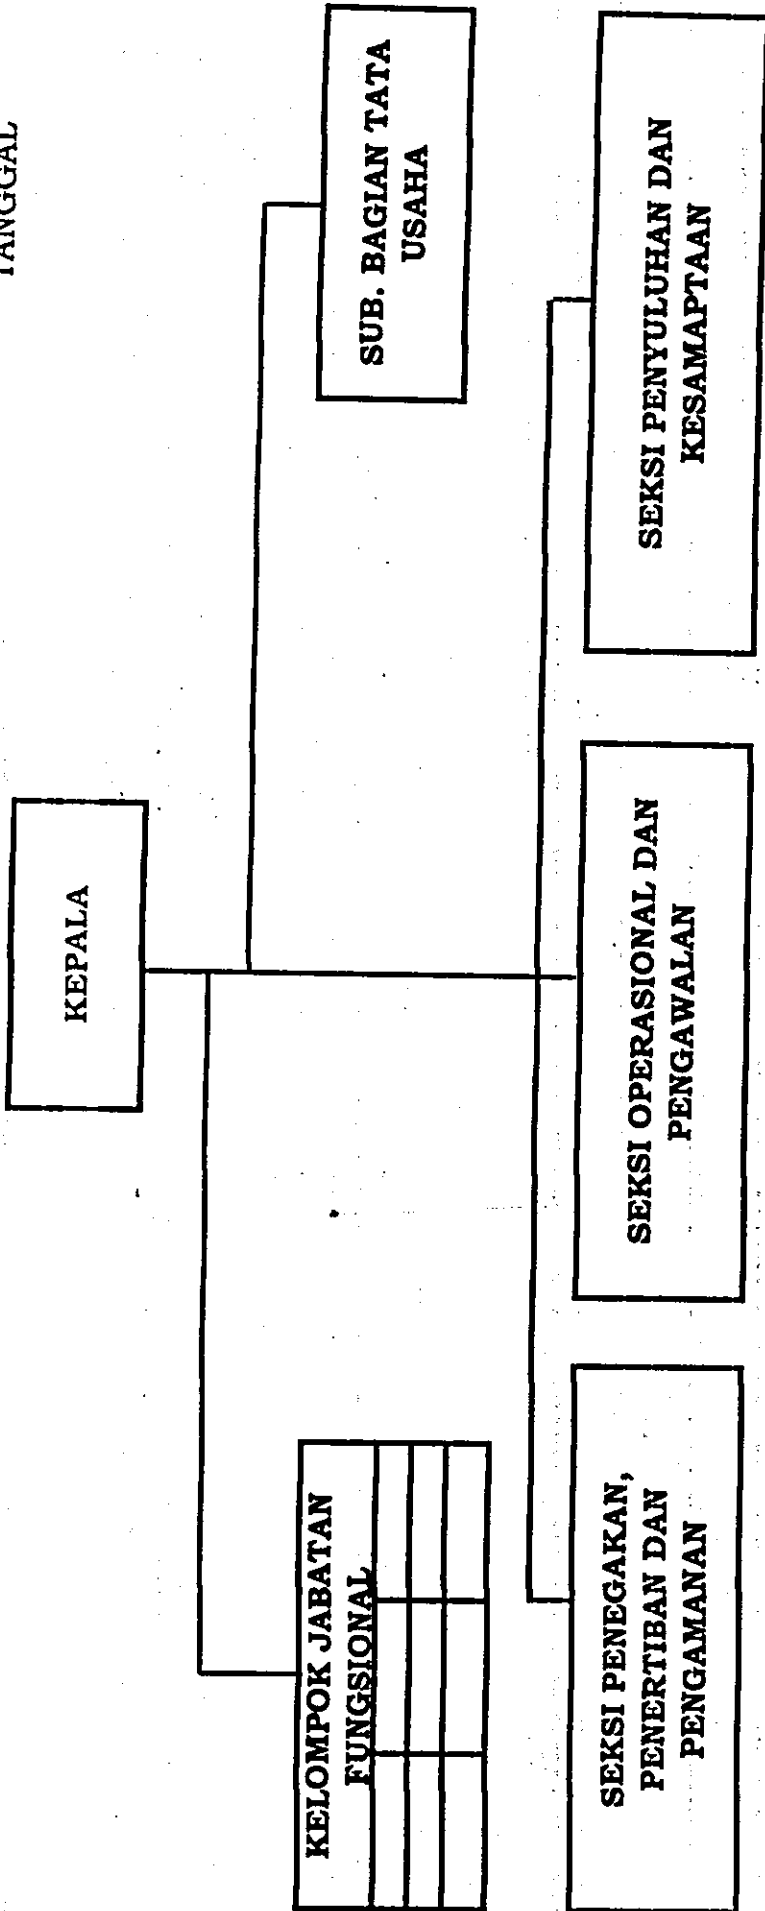 TANGGAL
KEPALA
KELOMPOK JABATAN
FUNGSIONAL
SUB. BAGIAN TATA
USAHA
SEKSI PENEGAKAN,
PENERTIBAN DAN
PENGAMANAN
SEKSI OPERASIONAL DAN
PENGAWALAN
SEKSI PENYULUHAN DAN
KESAMAPTAAN